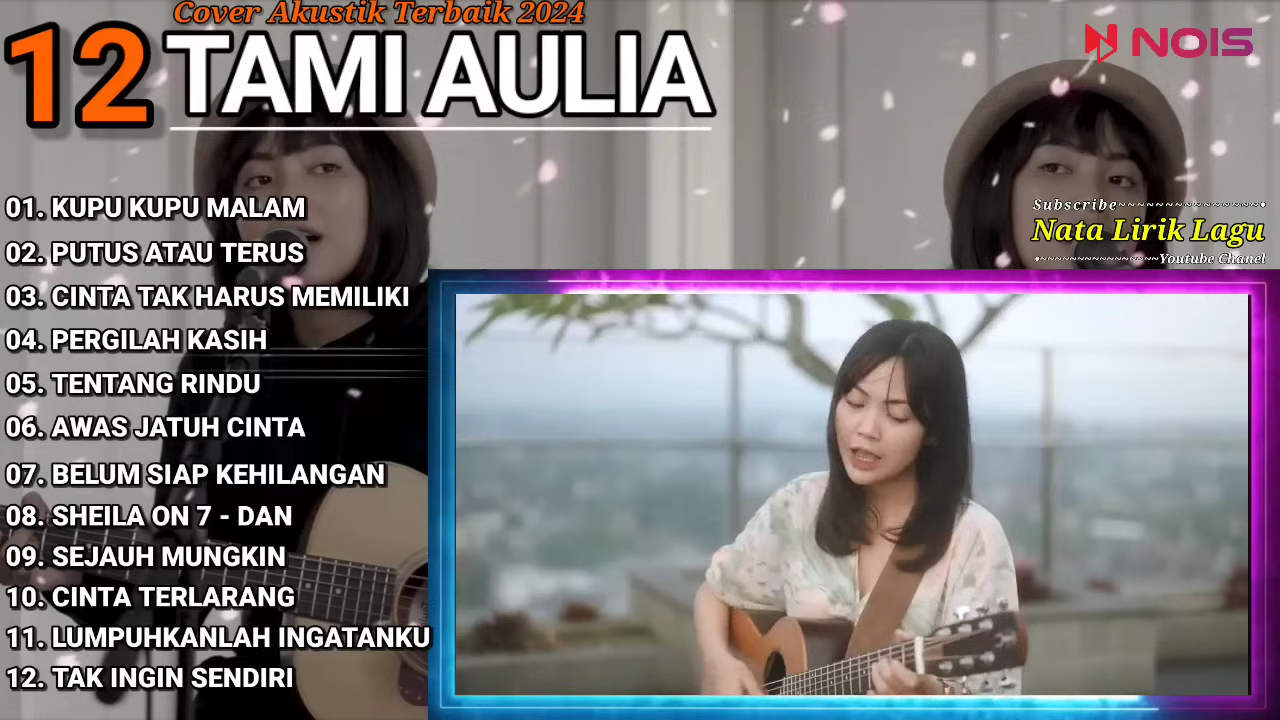 Cover Akustik Terbaik 2024
12 TAMI AULIA
NOIS
Subscribe~~~~~~~~~~~~~~~•
Nata Lirik Lagu
•~~~~~~~~~~~~~~~Youtube Chanel
01. KUPU KUPU MALAM
02. PUTUS ATAU TERUS
03. CINTA TAK HARUS MEMILIKI
04. PERGILAH KASIH
05. TENTANG RINDU
06. AWAS JATUH CINTA
07. BELUM SIAP KEHILANGAN
08. SHEILA ON 7 - DAN
09. SEJAUH MUNGKIN
10. CINTA TERLARANG
11. LUMPUHKANLAH INGATANKU
12. TAK INGIN SENDIRI